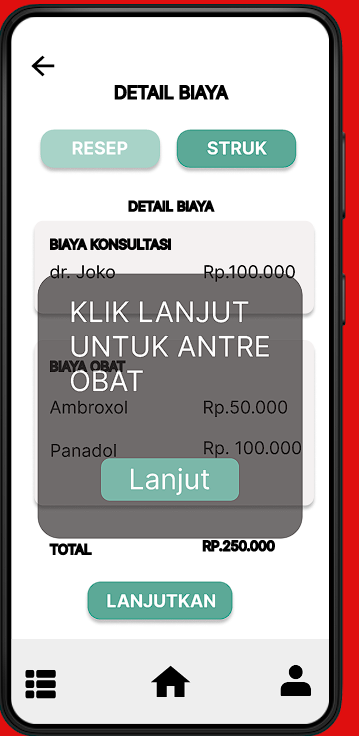 DETAIL BIAYA
RESEP STRUK
DETAIL BIAYA
BIAYA KONSULTASI
dr. Joko Rp.100.000
KLIK LANJUT
UNTUK ANTRE
OBAT
BIAYA OBAT
Ambroxol Rp.50.000
Panadol Rp. 100.000
Lanjut
TOTAL RP.250.000
LANJUTKAN